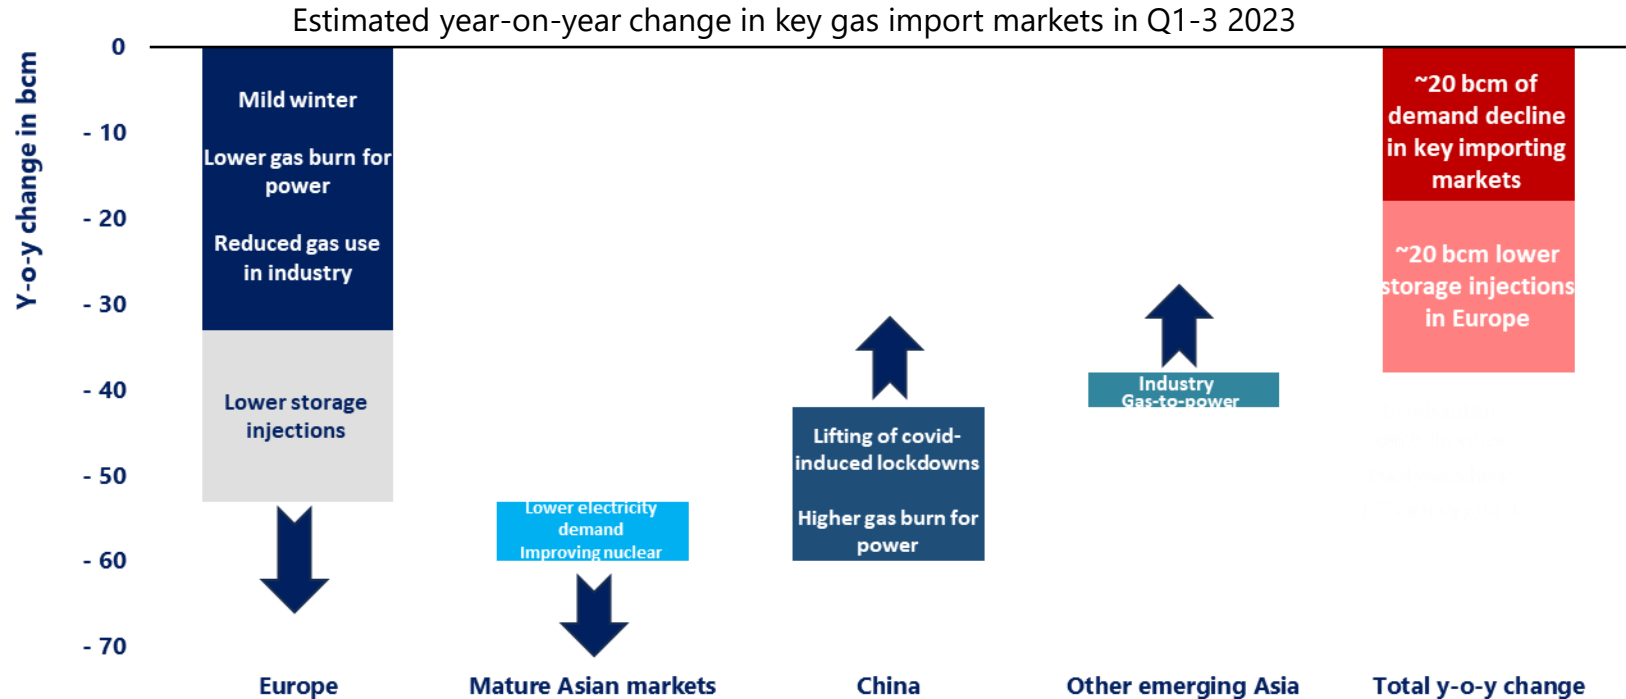 Estimated year-on-year change in key gas import markets in Q1-3 2023
Y-o-y change in bcm
0
- 10
- 20
- 30
- 40
- 50
- 60
- 70
Mild winter
Lower gas burn for
power
Reduced gas use
in industry
Lower storage
injections
Lower electricity
demand
Improving nuclear
Lifting of covid-
induced lockdowns
Higher gas burn for
power
Industry
Gas-to-power
~20 bcm of
demand decline
in key importing
markets
~20 bcm lower
storage injections
in Europe
Europe
Mature Asian markets
China
Other emerging Asia
Total y-o-y change